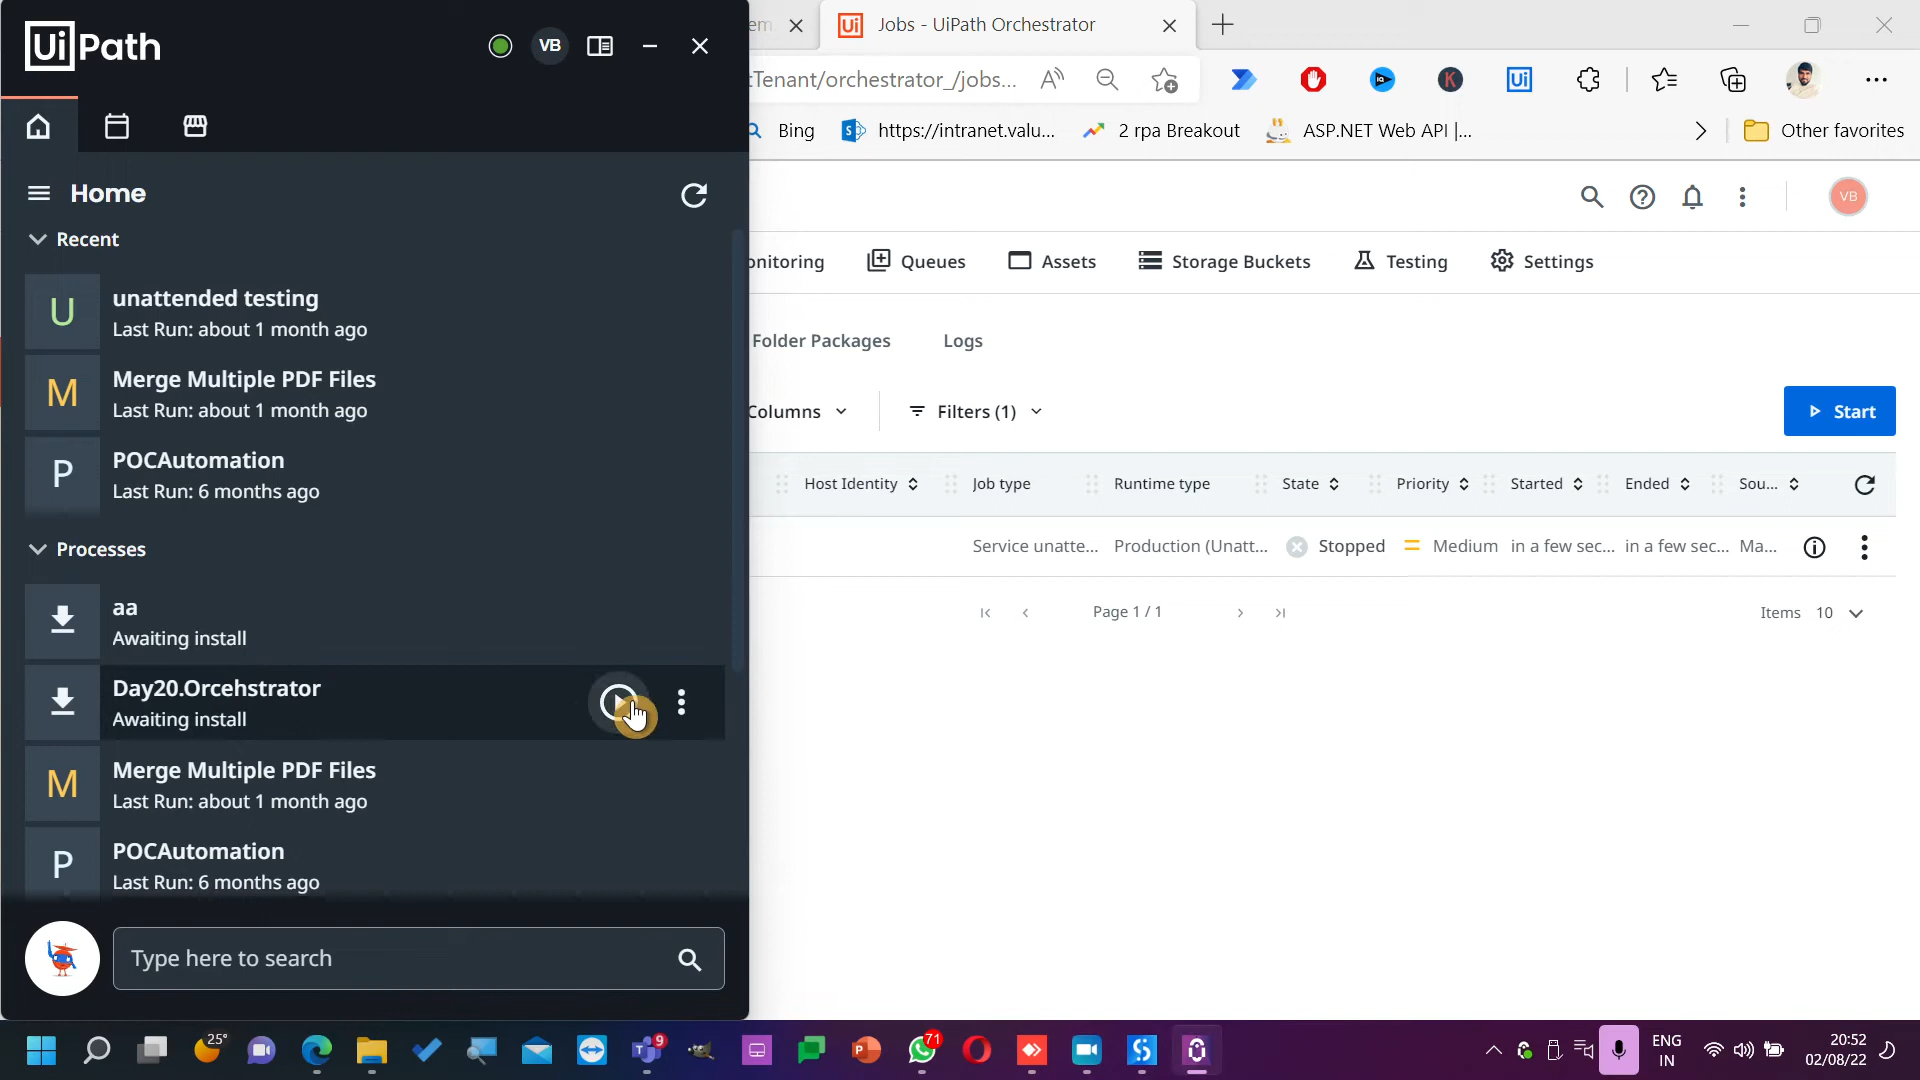 UiPath
VB
Home
Recent
U
unattended testing
Last Run: about 1 month ago
M
Merge Multiple PDF Files
Last Run: about 1 month ago
P
POCAutomation
Last Run: 6 months ago
Processes
aa
Awaiting install
Day20.Orcehstrator
Awaiting install
M
Merge Multiple PDF Files
Last Run: about 1 month ago
P
POCAutomation
Last Run: 6 months ago
Type here to search
em
Ui Jobs - UiPath Orchestrator
:Tenant/orchestrator_/jobs...
K
Ui
Bing
https://intranet.valu...
2 rpa Breakout
ASP.NET Web API |...
Other favorites
VB
onitoring
Queues
Assets
Storage Buckets
Testing
Settings
Folder Packages
Logs
Columns
Filters (1)
Start
Host Identity
Job type
Runtime type
State
Priority
Started
Ended
Sou...
Service unatte...
Production (Unatt...
Stopped
Medium
in a few sec...
in a few sec...
Ma...
Page 1 / 1
Items 10
25°
9
71
ENG
IN
20:52
02/08/22